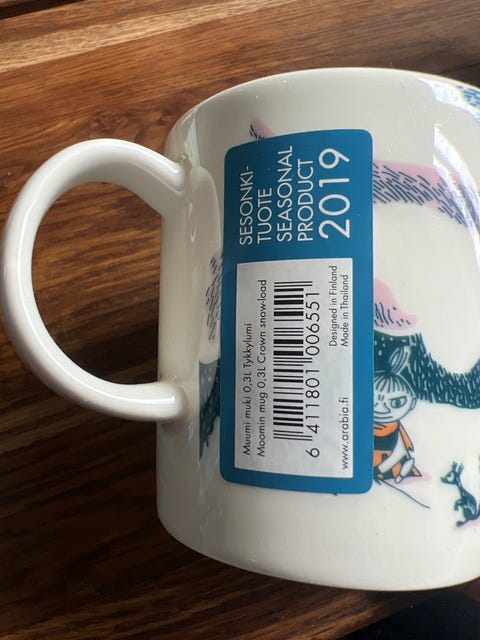 SESONKI-
TUOTE
SEASONAL
PRODUCT
2019
Muumi muki 0,3L Tykkylumi
Moomin mug 0,3L Crown snow-load
6 411801 006551
www.arabia.fi
Designed in Finland
Made in Thailand